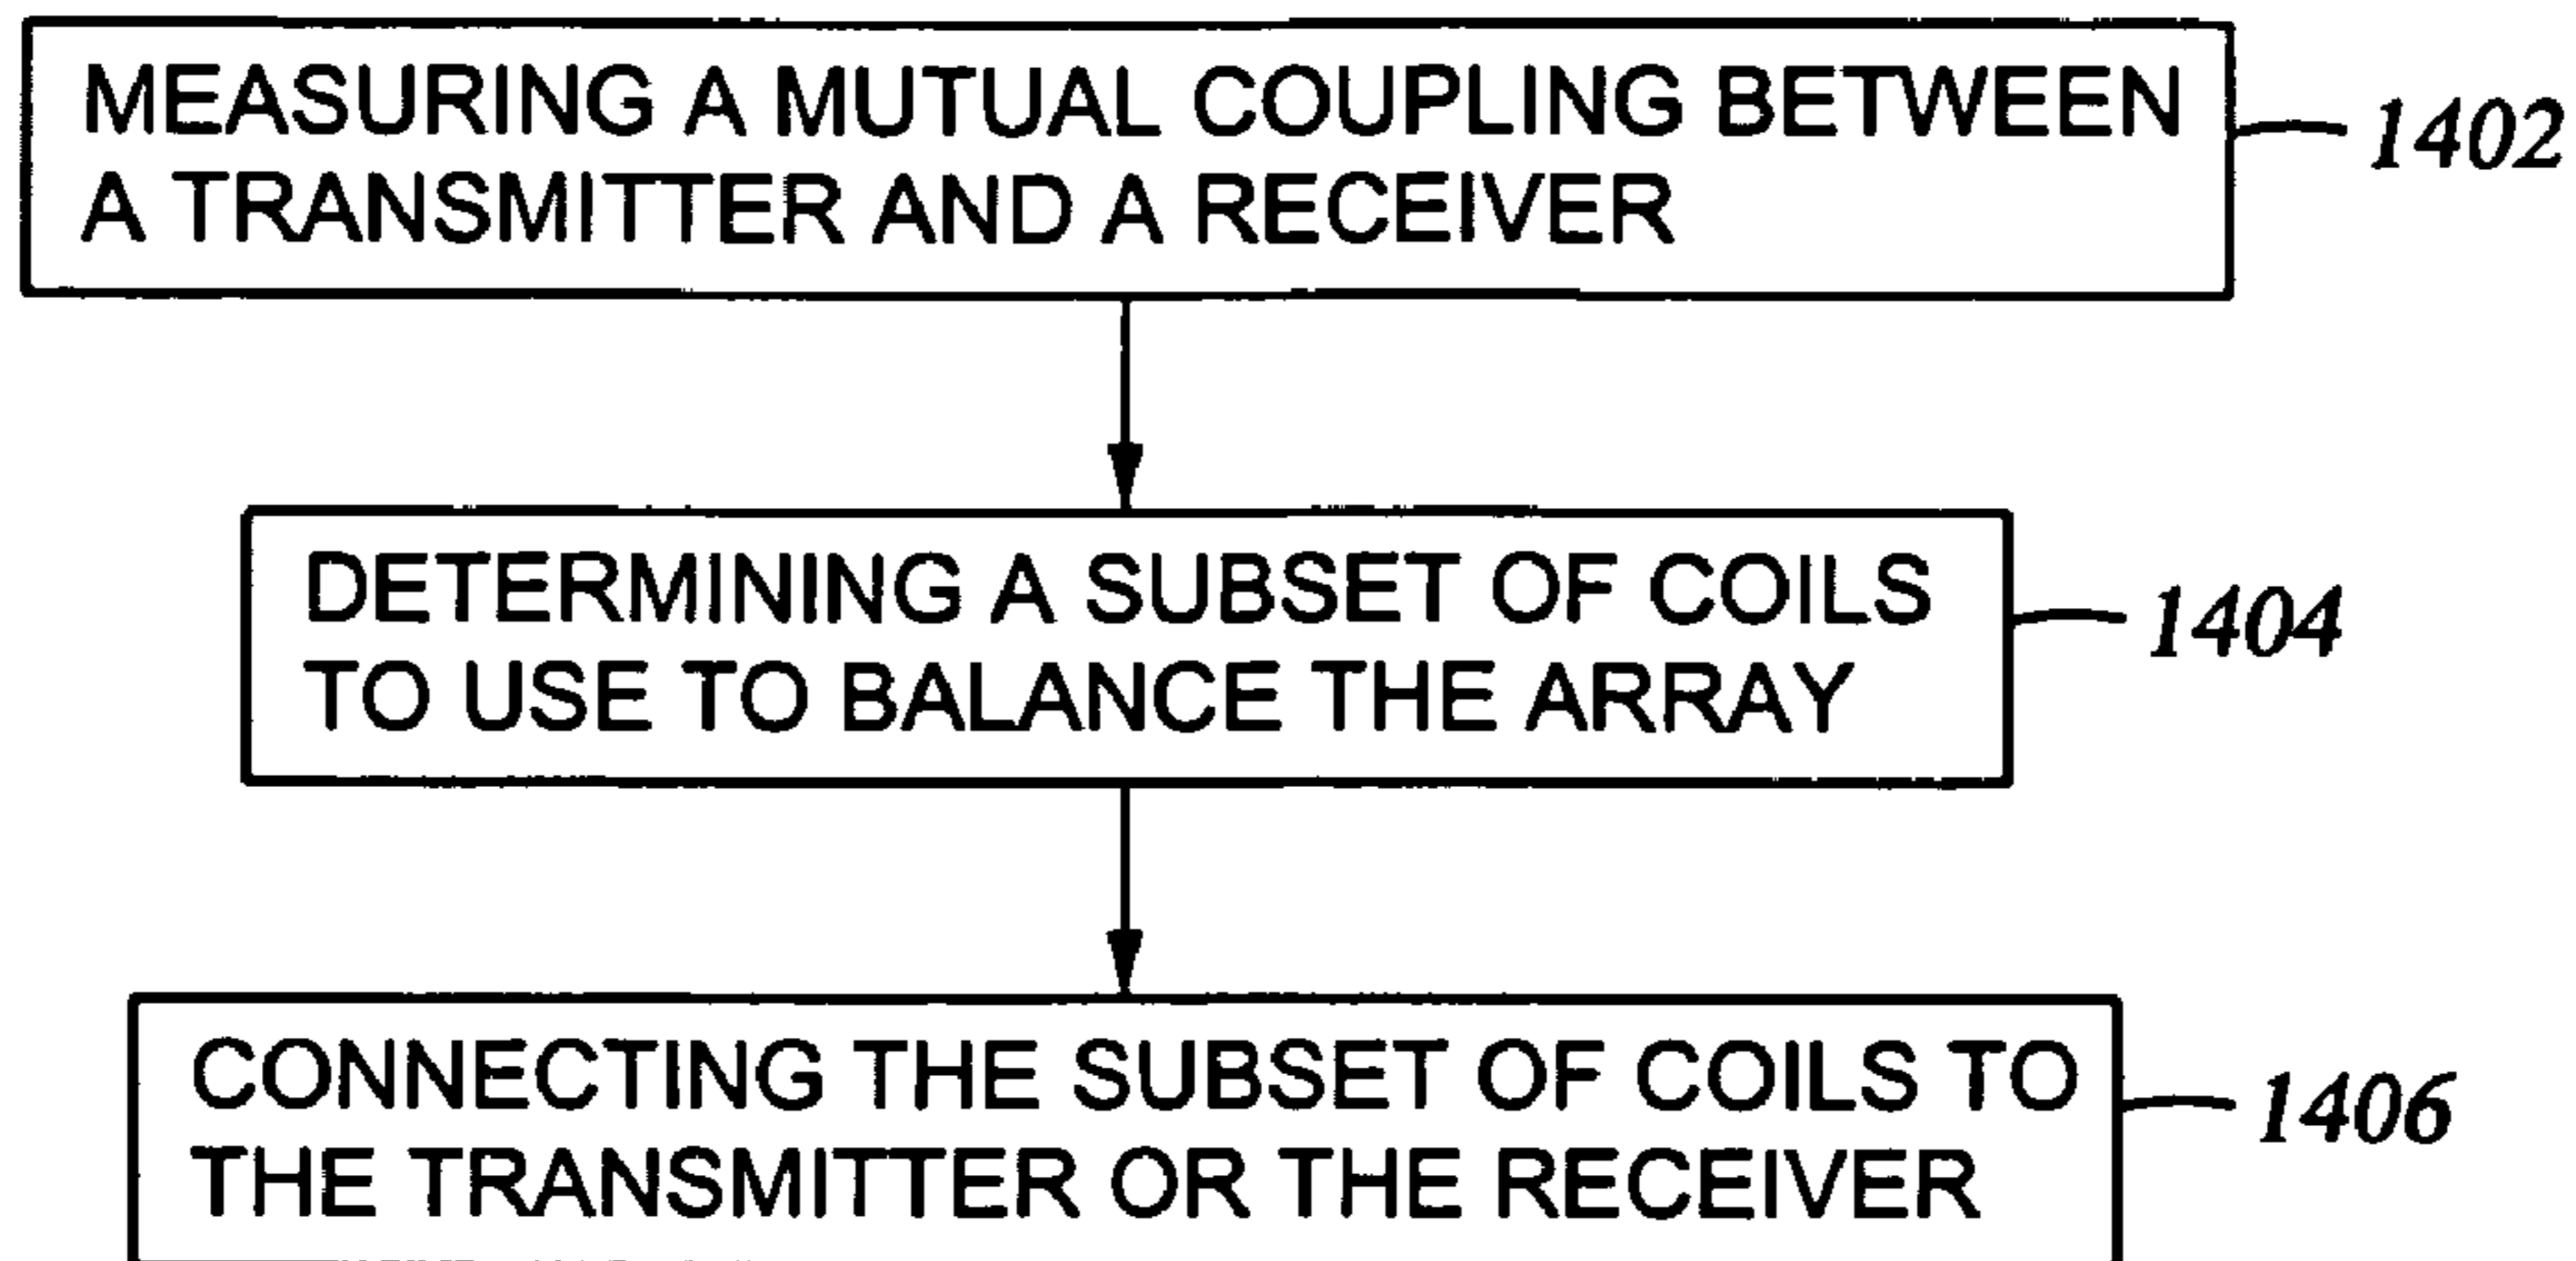 MEASURING A MUTUAL COUPLING BETWEEN
A TRANSMITTER AND A RECEIVER
1402
DETERMINING A SUBSET OF COILS
TO USE TO BALANCE THE ARRAY
1404
CONNECTING THE SUBSET OF COILS TO
THE TRANSMITTER OR THE RECEIVER
1406